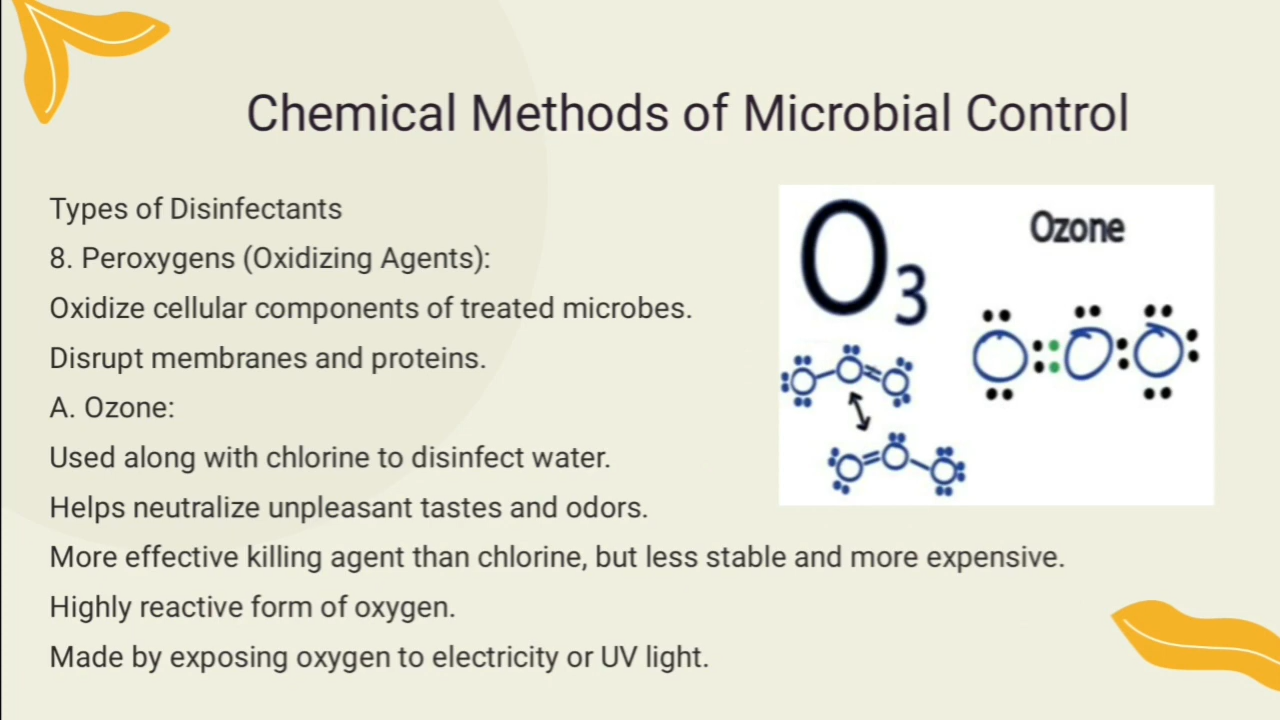 Chemical Methods of Microbial Control
Types of Disinfectants
8. Peroxygens (Oxidizing Agents):
Oxidize cellular components of treated microbes.
Disrupt membranes and proteins.
A. Ozone:
Used along with chlorine to disinfect water.
Helps neutralize unpleasant tastes and odors.
More effective killing agent than chlorine, but less stable and more expensive.
Highly reactive form of oxygen.
Made by exposing oxygen to electricity or UV light.
O3
Ozone
O O O
O O O
O O O